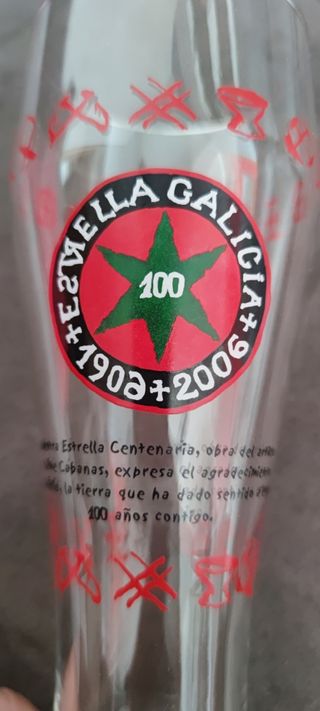 ESTRELLA GALICIA
100
1906+2006
Estrella Centenaria, obra del
Cabanas, expresa el agradecimiento
la tierra que ha dado sentido a
100 años contigo.